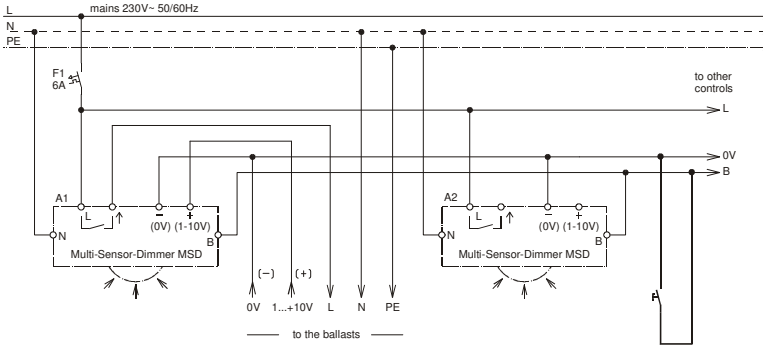 L mains 230V~ 50/60Hz
N
PE
F1
6A
to other
controls
L
0V
B
A1
L
− +
(0V) (1-10V)
N
B
Multi-Sensor-Dimmer MSD
A2
L
− +
(0V) (1-10V)
N
B
Multi-Sensor-Dimmer MSD
(−) (+)
0V 1...+10V L N PE
to the ballasts